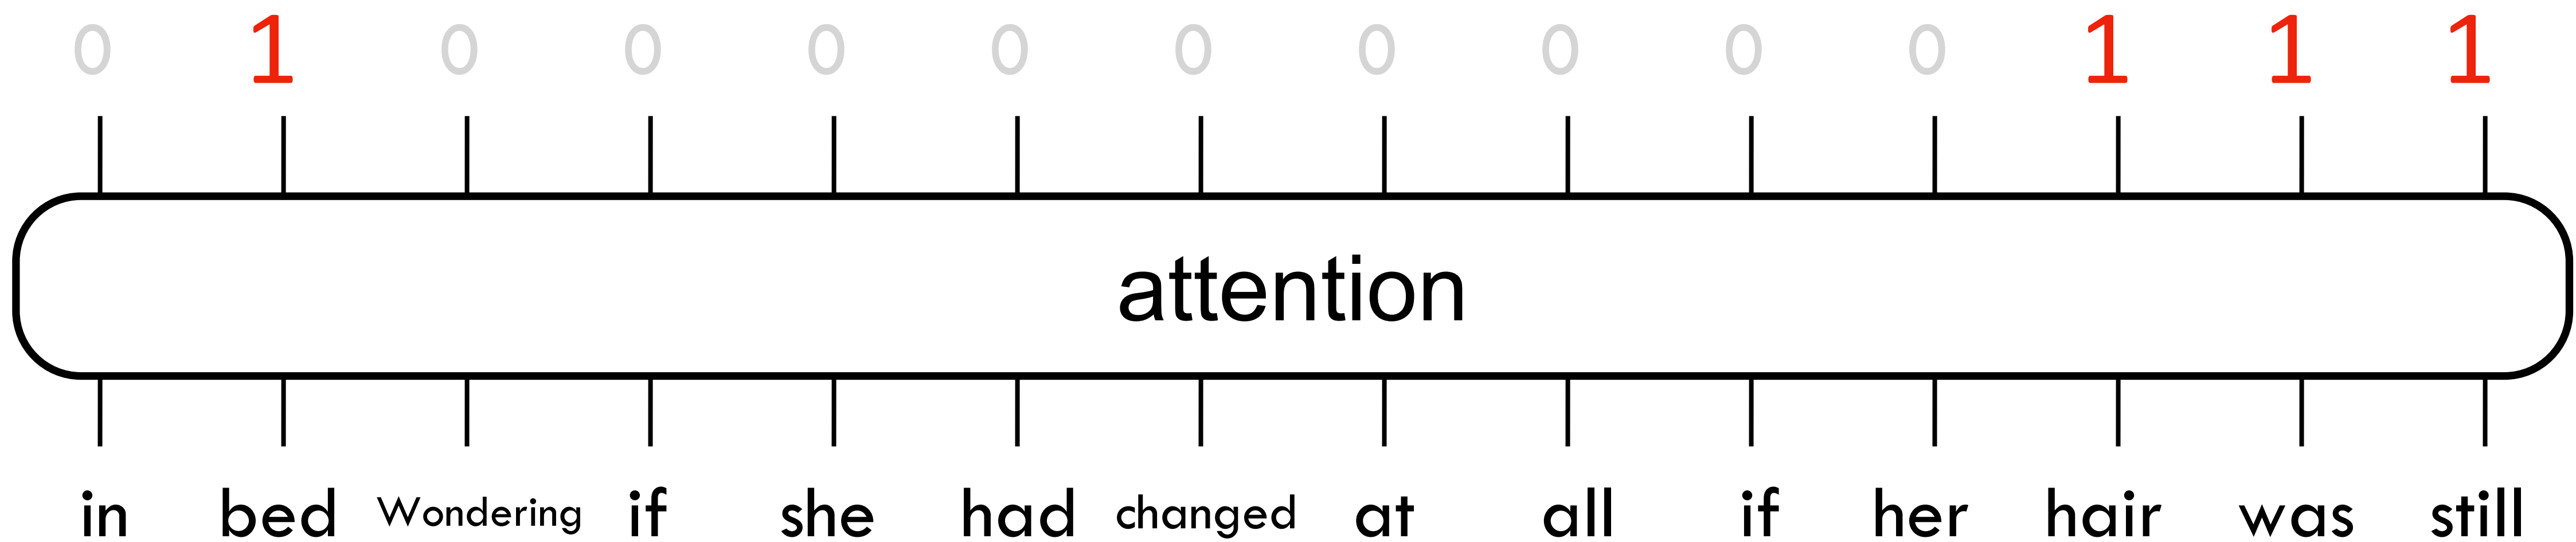 0 1 0 0 0 0 0 0 0 0 0 1 1 1
attention
in bed Wondering if she had changed at all if her hair was still